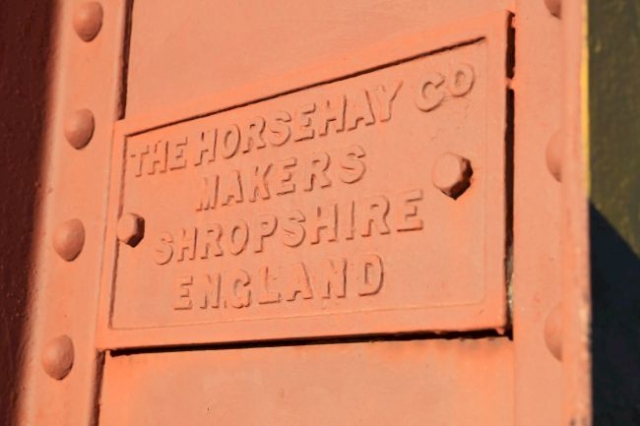 THE HORSEHAY CO
MAKERS
SHROPSHIRE
ENGLAND